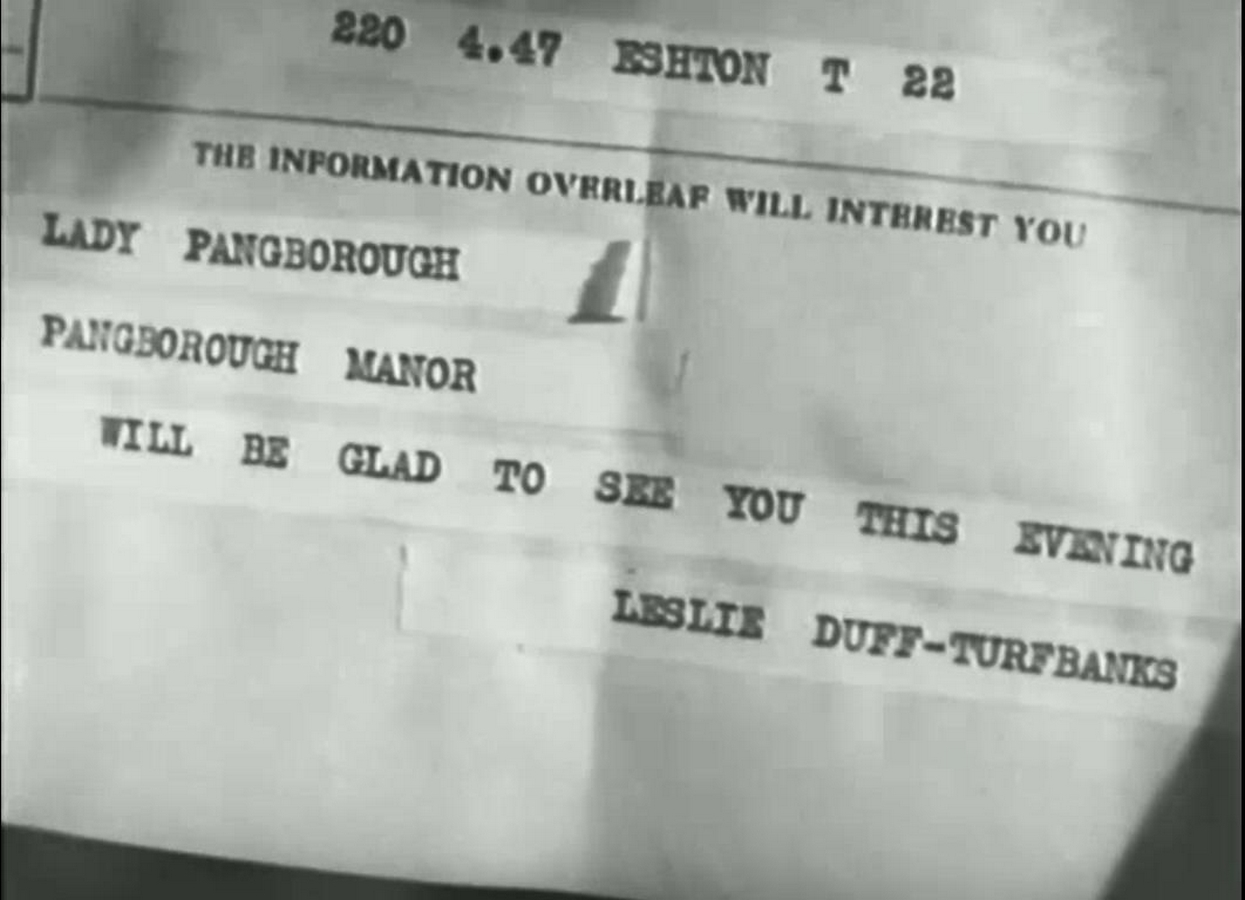 220 4.47 ESHTON T 22
THE INFORMATION OVERLEAF WILL INTEREST YOU
LADY PANGBOROUGH
PANGBOROUGH MANOR
WILL BE GLAD TO SEE YOU THIS EVENING
LESLIE DUFF-TURFBANKS